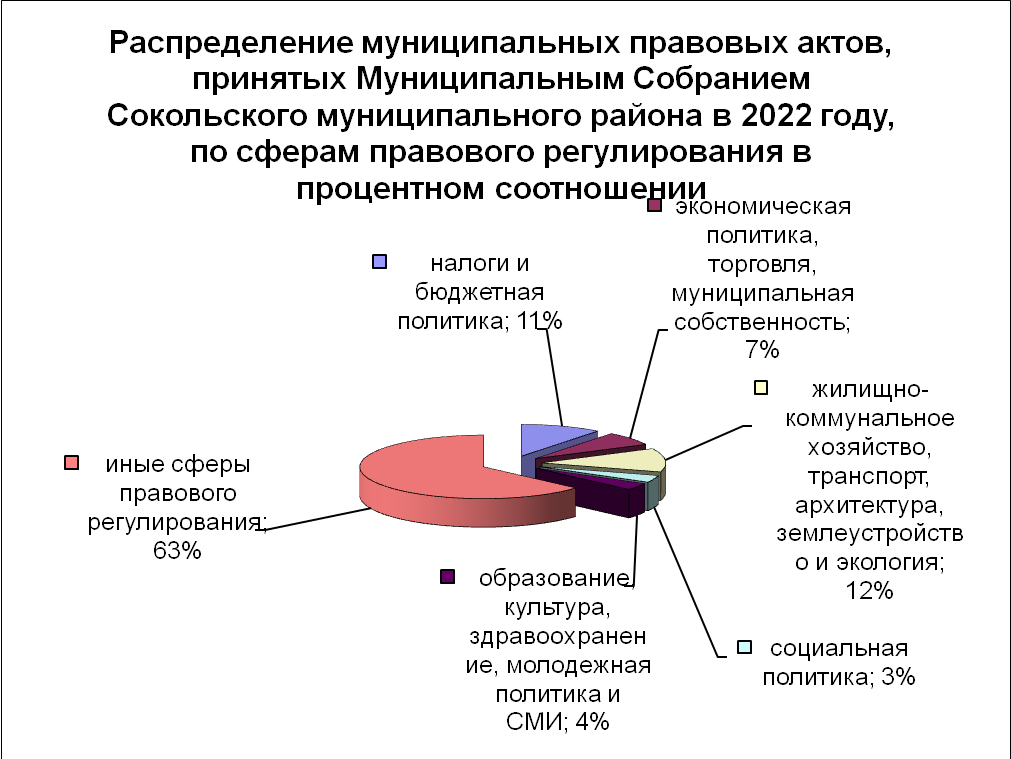 Распределение муниципальных правовых актов,
принятых Муниципальным Собранием
Сокольского муниципального района в 2022 году,
по сферам правового регулирования в
процентном соотношении
экономическая
политика,
торговля,
муниципальная
собственность;
7%
налоги и
бюджетная
политика; 11%
жилищно-
коммунальное
хозяйство,
транспорт,
архитектура,
землеустройств
о и экология;
12%
иные сферы
правового
регулирования;
63%
образование,
культура,
здравоохранен
ие, молодежная
политика и
СМИ; 4%
социальная
политика; 3%